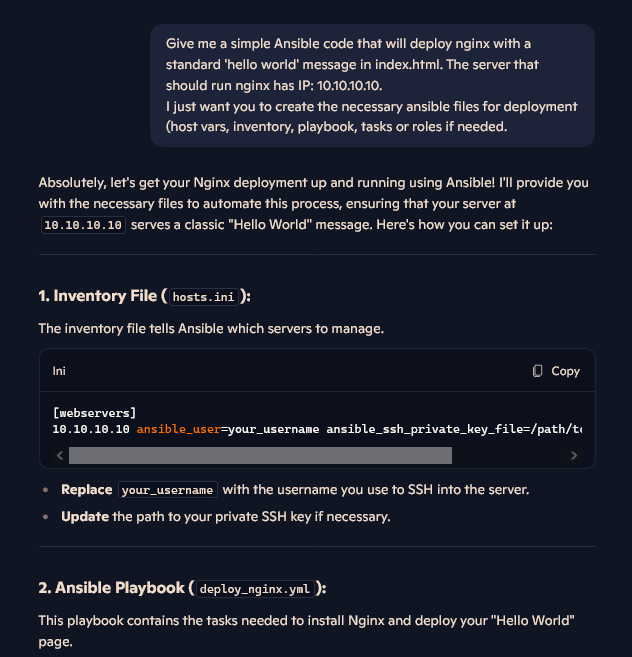 Give me a simple Ansible code that will deploy nginx with a
standard 'hello world' message in index.html. The server that
should run nginx has IP: 10.10.10.10.
I just want you to create the necessary ansible files for deployment
(host vars, inventory, playbook, tasks or roles if needed.
Absolutely, let's get your Nginx deployment up and running using Ansible! I'll provide you
with the necessary files to automate this process, ensuring that your server at
10.10.10.10 serves a classic "Hello World" message. Here's how you can set it up:
1. Inventory File (hosts.ini):
The inventory file tells Ansible which servers to manage.
Ini
Copy
[webservers]
10.10.10.10 ansible_user=your_username ansible_ssh_private_key_file=/path/to
• Replace your_username with the username you use to SSH into the server.
• Update the path to your private SSH key if necessary.
2. Ansible Playbook (deploy_nginx.yml):
This playbook contains the tasks needed to install Nginx and deploy your "Hello World"
page.